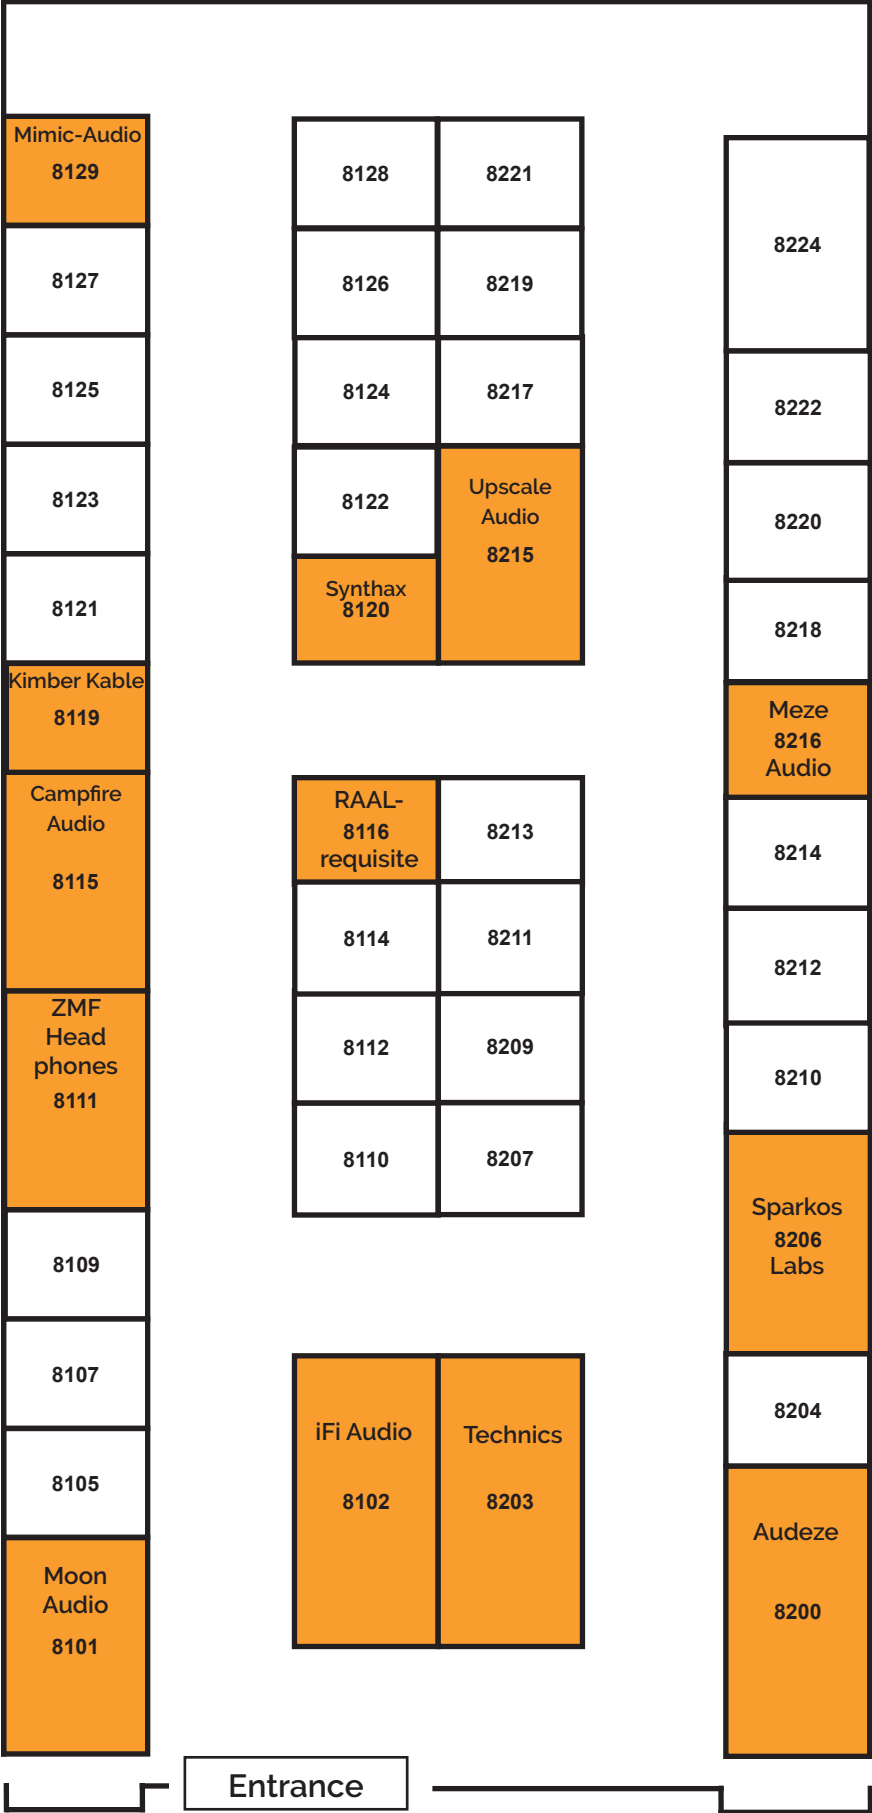 Mimic-Audio
8129
8127
8125
8123
8121
Kimber Kable
8119
Campfire
Audio
8115
ZMF
Head
phones
8111
8109
8107
8105
Moon
Audio
8101
8128
8221
8126
8219
8124
8217
8122
Upscale
Audio
8215
Synthax
8120
RAAL-
8116
requisite
8213
8114
8211
8112
8209
8110
8207
iFi Audio
8102
Technics
8203
8224
8222
8220
8218
Meze
8216
Audio
8214
8212
8210
Sparkos
8206
Labs
8204
Audeze
8200
Entrance